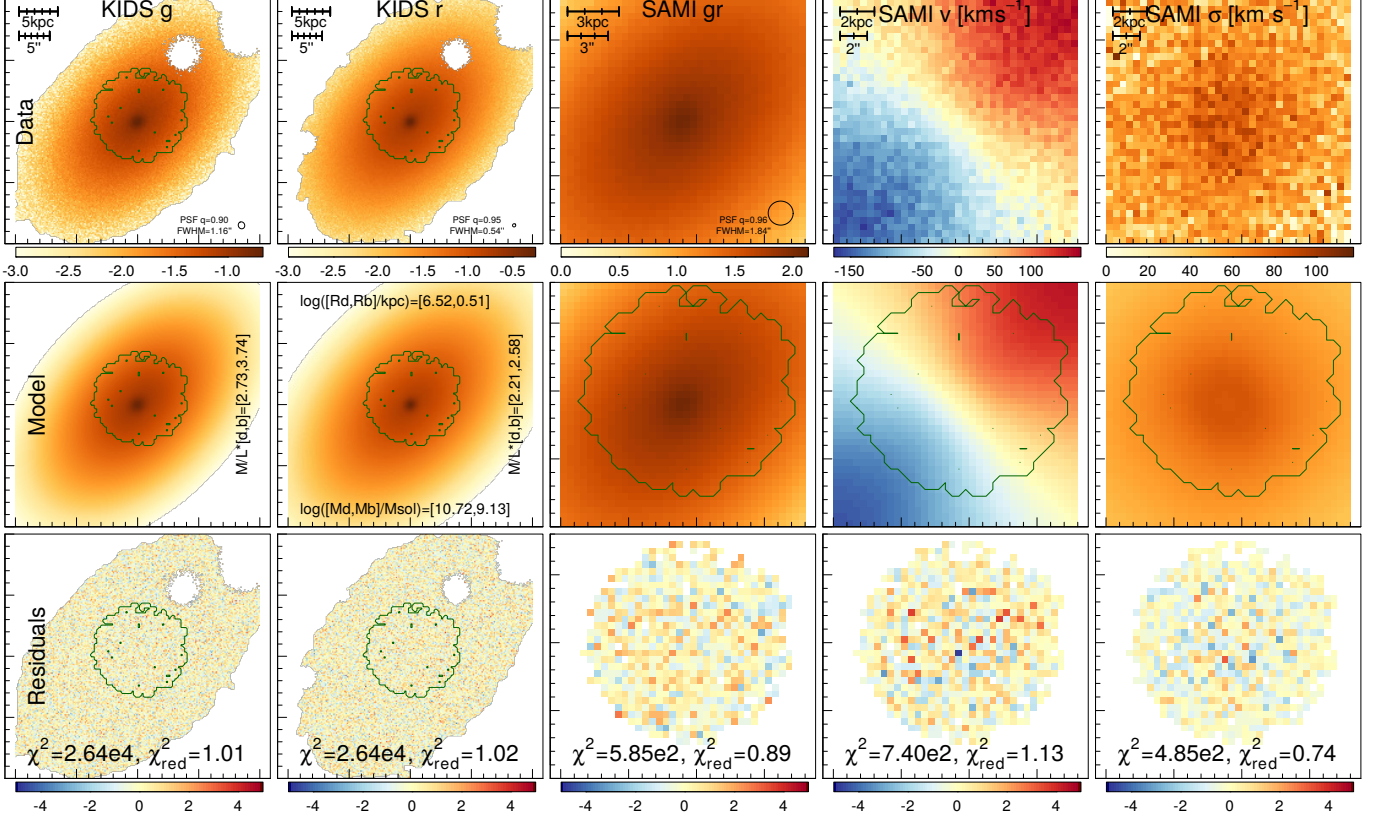 KIDS g
KIDS r
SAMI gr
SAMI v [kms⁻¹]
SAMI σ [km s⁻¹]
5kpc
5"
5kpc
5"
3kpc
3"
2kpc
2"
2kpc
2"
Data
PSF q=0.90
FWHM=1.16"
PSF q=0.95
FWHM=0.54"
PSF q=0.96
FWHM=1.84"
-3.0 -2.5 -2.0 -1.5 -1.0
-3.0 -2.5 -2.0 -1.5 -1.0 -0.5
0.0 0.5 1.0 1.5 2.0
-150 -50 0 50 100
0 20 40 60 80 100
Model
M/L*[d,b]=[2.73,3.74]
log([Rd,Rb]/kpc)=[6.52,0.51]
M/L*[d,b]=[2.21,2.58]
log([Md,Mb]/Msol)=[10.72,9.13]
Residuals
χ²=2.64e4, χ²red=1.01
χ²=2.64e4, χ²red=1.02
χ²=5.85e2, χ²red=0.89
χ²=7.40e2, χ²red=1.13
χ²=4.85e2, χ²red=0.74
-4 -2 0 2 4
-4 -2 0 2 4
-4 -2 0 2 4
-4 -2 0 2 4
-4 -2 0 2 4